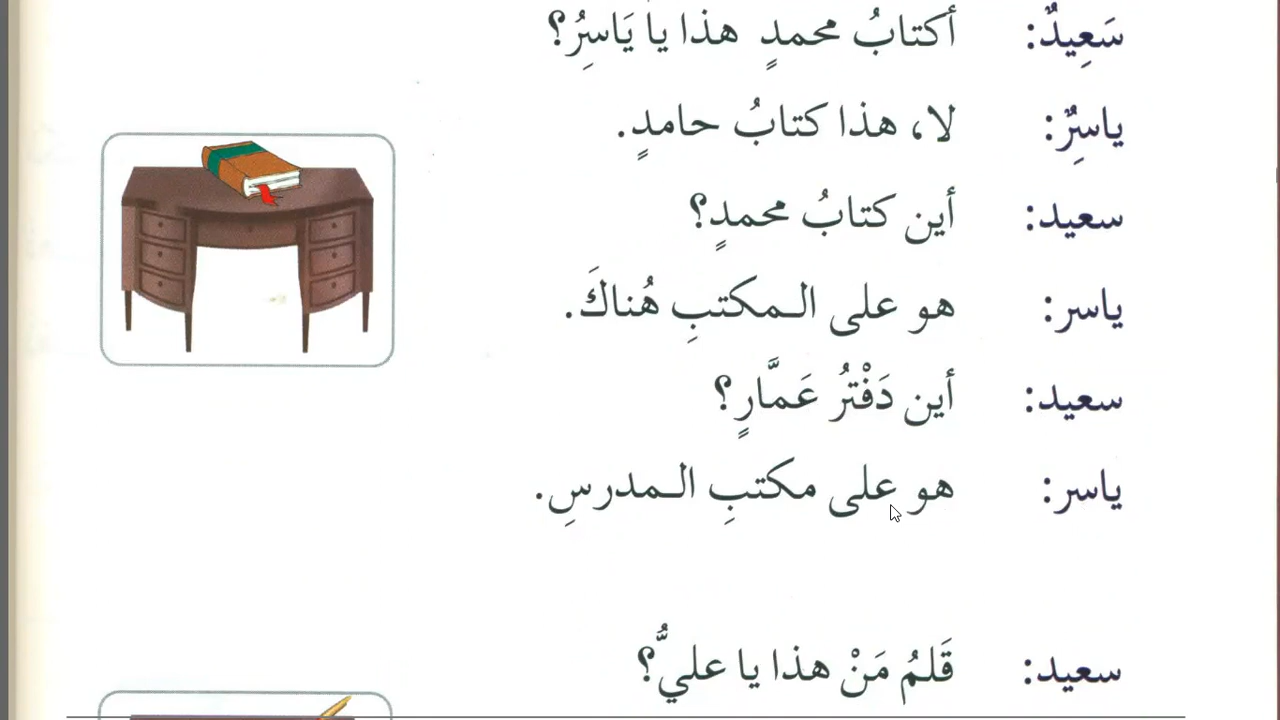 سَعِيدٌ: أكتابُ محمدٍ هذا يا يَاسِرُ؟
ياسِرٌ: لا، هذا كتابُ حامدٍ.
سعيد: أين كتابُ محمدٍ؟
ياسر: هو على المكتبِ هُناكَ.
سعيد: أين دَفْتَرُ عَمَّارٍ؟
ياسر: هو على مكتبِ المدرسِ.
سعيد: قَلمُ مَنْ هذا يا عليُّ؟